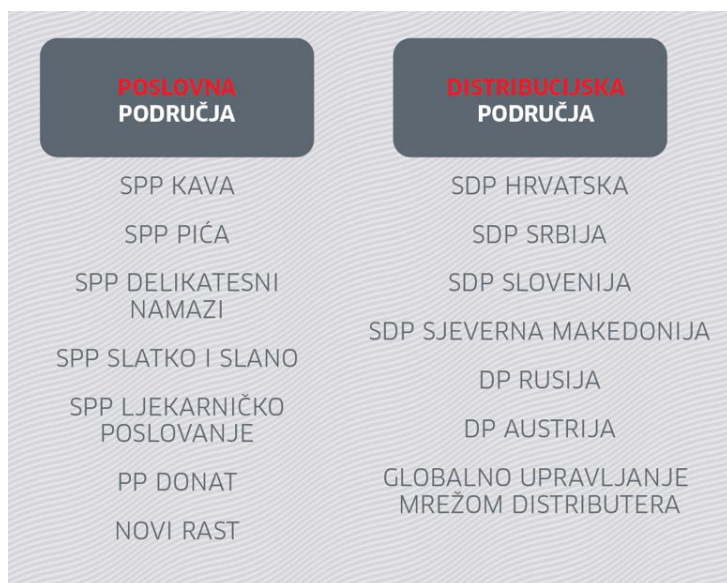 POSLOVNA
PODRUČJA
SPP KAVA
SPP PIĆA
SPP DELIKATESNI
NAMAZI
SPP SLATKO I SLANO
SPP LJEKARNIČKO
POSLOVANJE
PP DONAT
NOVI RAST
DISTRIBUCIJSKA
PODRUČJA
SDP HRVATSKA
SDP SRBIJA
SDP SLOVENIJA
SDP SJEVERNA MAKEDONIJA
DP RUSIJA
DP AUSTRIJA
GLOBALNO UPRAVLJANJE
MREŽOM DISTRIBUTERA